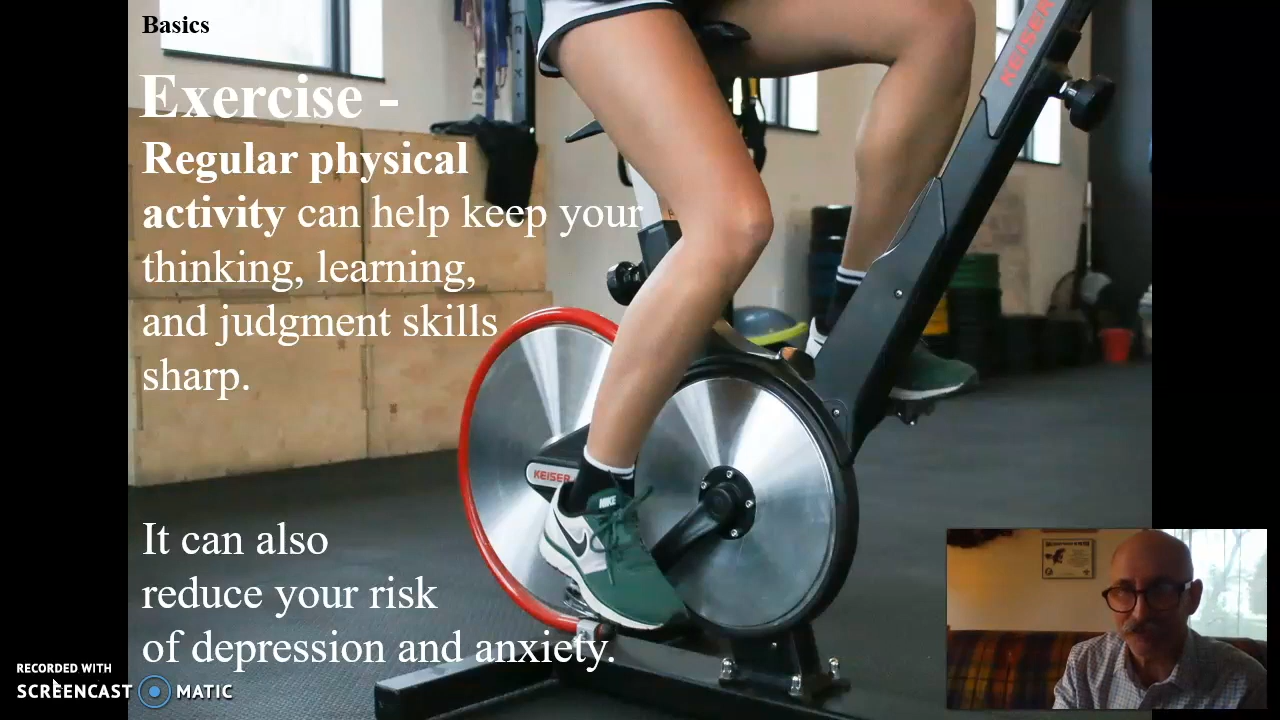 Basics
Exercise -
Regular physical
activity can help keep your
thinking, learning,
and judgment skills
sharp.
It can also
reduce your risk
of depression and anxiety.
KEISER
KEISER
NIKE
RECORDED WITH
SCREENCAST MATIC